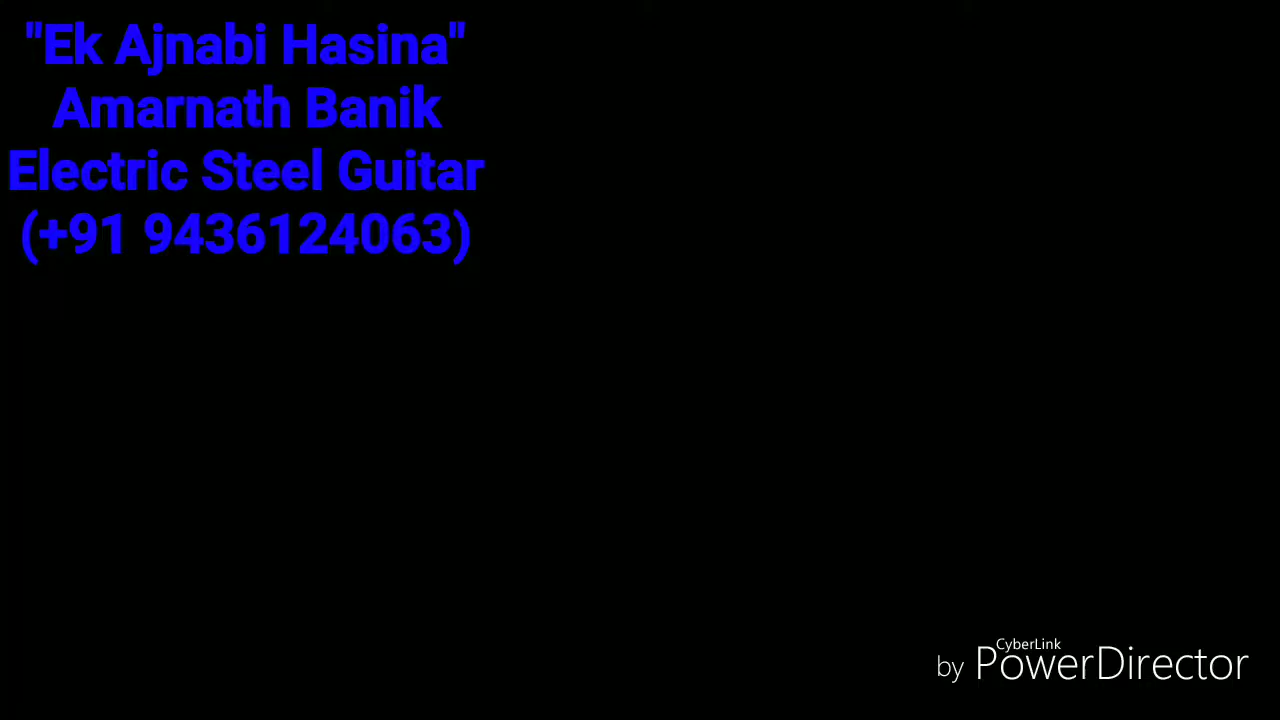 "Ek Ajnabi Hasina"
Amarnath Banik
Electric Steel Guitar
(+91 9436124063)
CyberLink
by PowerDirector